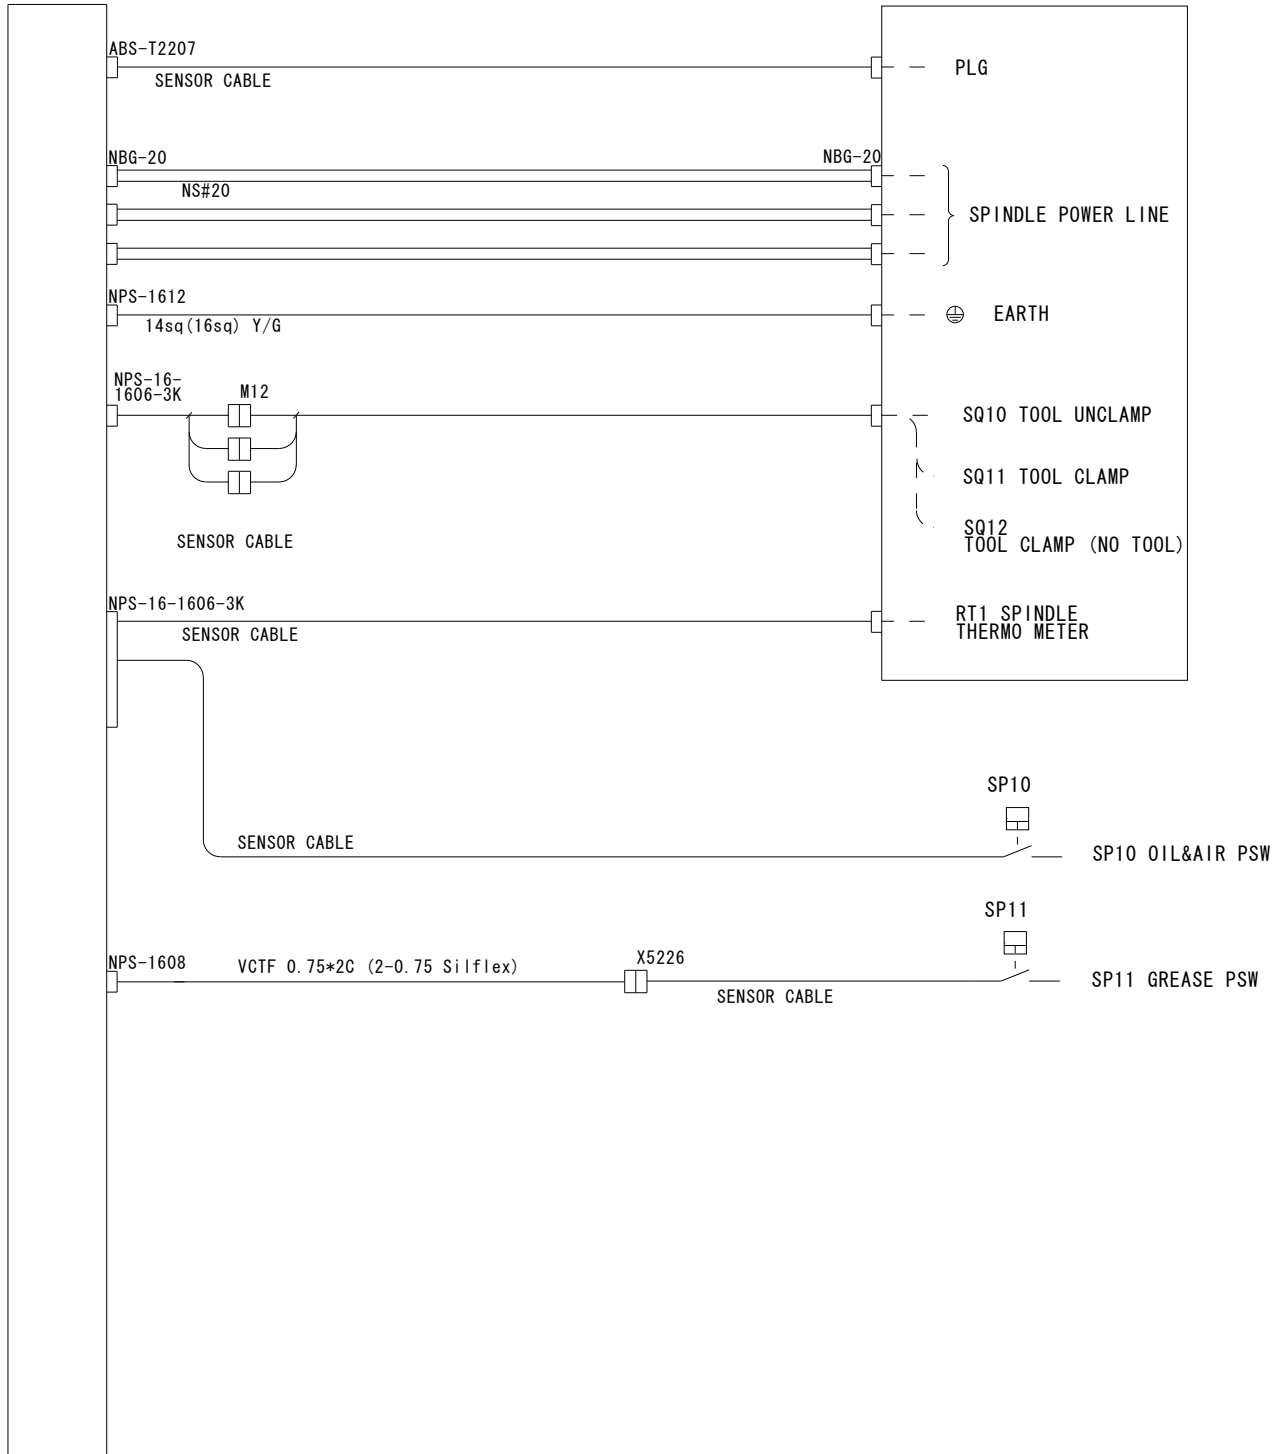 ABS-T2207
SENSOR CABLE
PLG
NBG-20
NBG-20
NS#20
SPINDLE POWER LINE
NPS-1612
14sq(16sq) Y/G
EARTH
NPS-16-
1606-3K
M12
SQ10 TOOL UNCLAMP
SQ11 TOOL CLAMP
SQ12
TOOL CLAMP (NO TOOL)
SENSOR CABLE
NPS-16-1606-3K
SENSOR CABLE
RT1 SPINDLE
THERMO METER
SP10
SENSOR CABLE
SP10 OIL&AIR PSW
SP11
NPS-1608
VCTF 0.75*2C (2-0.75 Silflex)
X5226
SENSOR CABLE
SP11 GREASE PSW